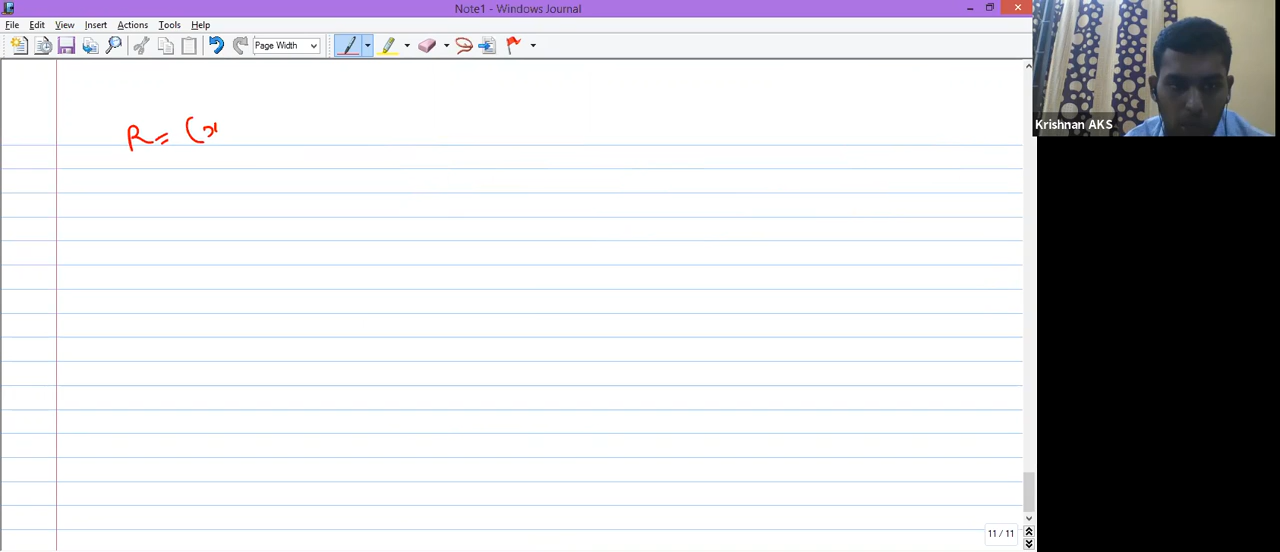 Note1 - Windows Journal
File Edit View Insert Actions Tools Help
Page Width
Krishnan AKS
R = (x
11 / 11